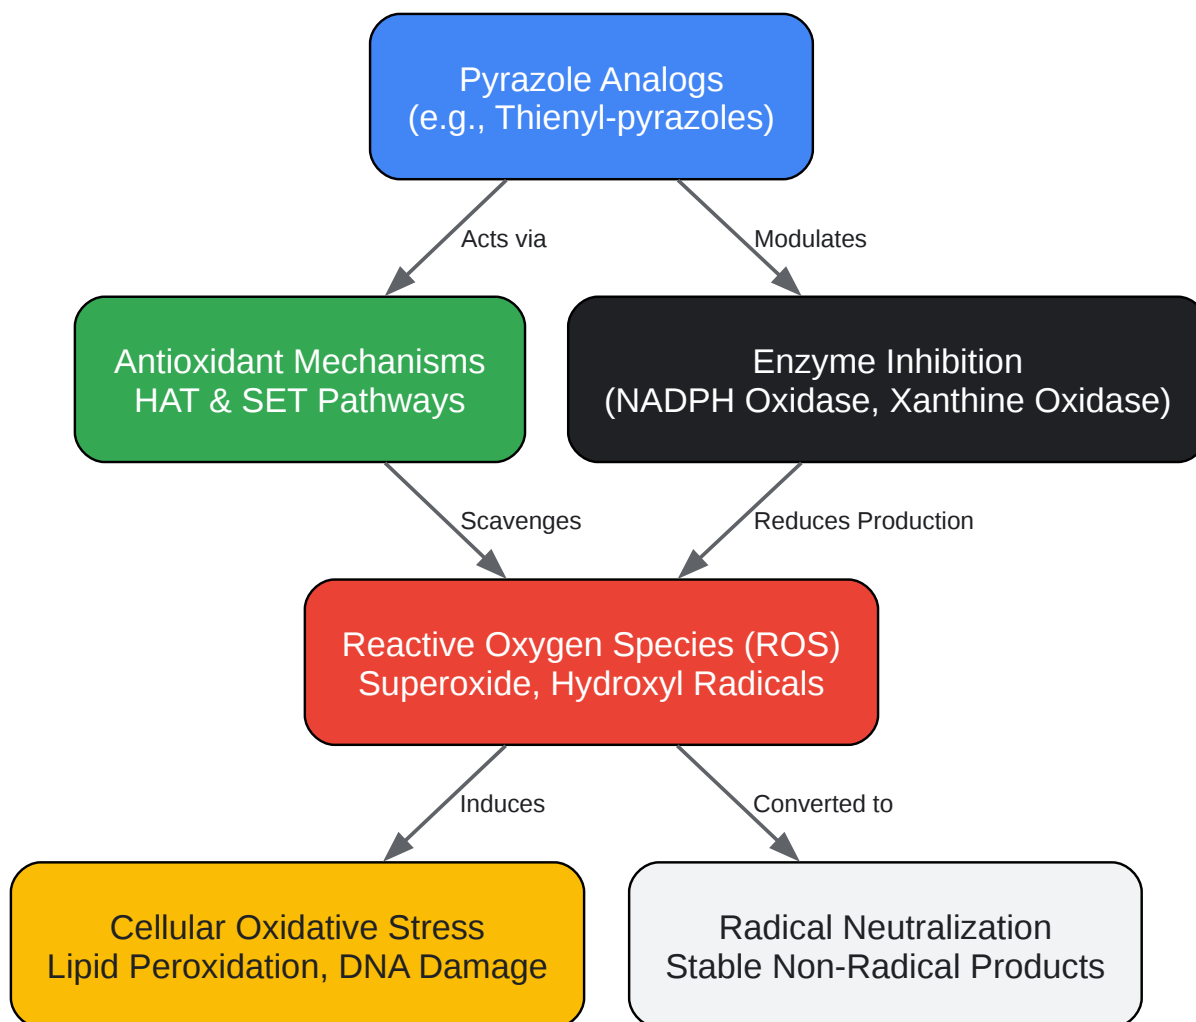 Pyrazole Analogs
(e.g., Thienyl-pyrazoles)
Acts via
Modulates
Antioxidant Mechanisms
HAT & SET Pathways
Enzyme Inhibition
(NADPH Oxidase, Xanthine Oxidase)
Scavenges
Reduces Production
Reactive Oxygen Species (ROS)
Superoxide, Hydroxyl Radicals
Induces
Converted to
Cellular Oxidative Stress
Lipid Peroxidation, DNA Damage
Radical Neutralization
Stable Non-Radical Products